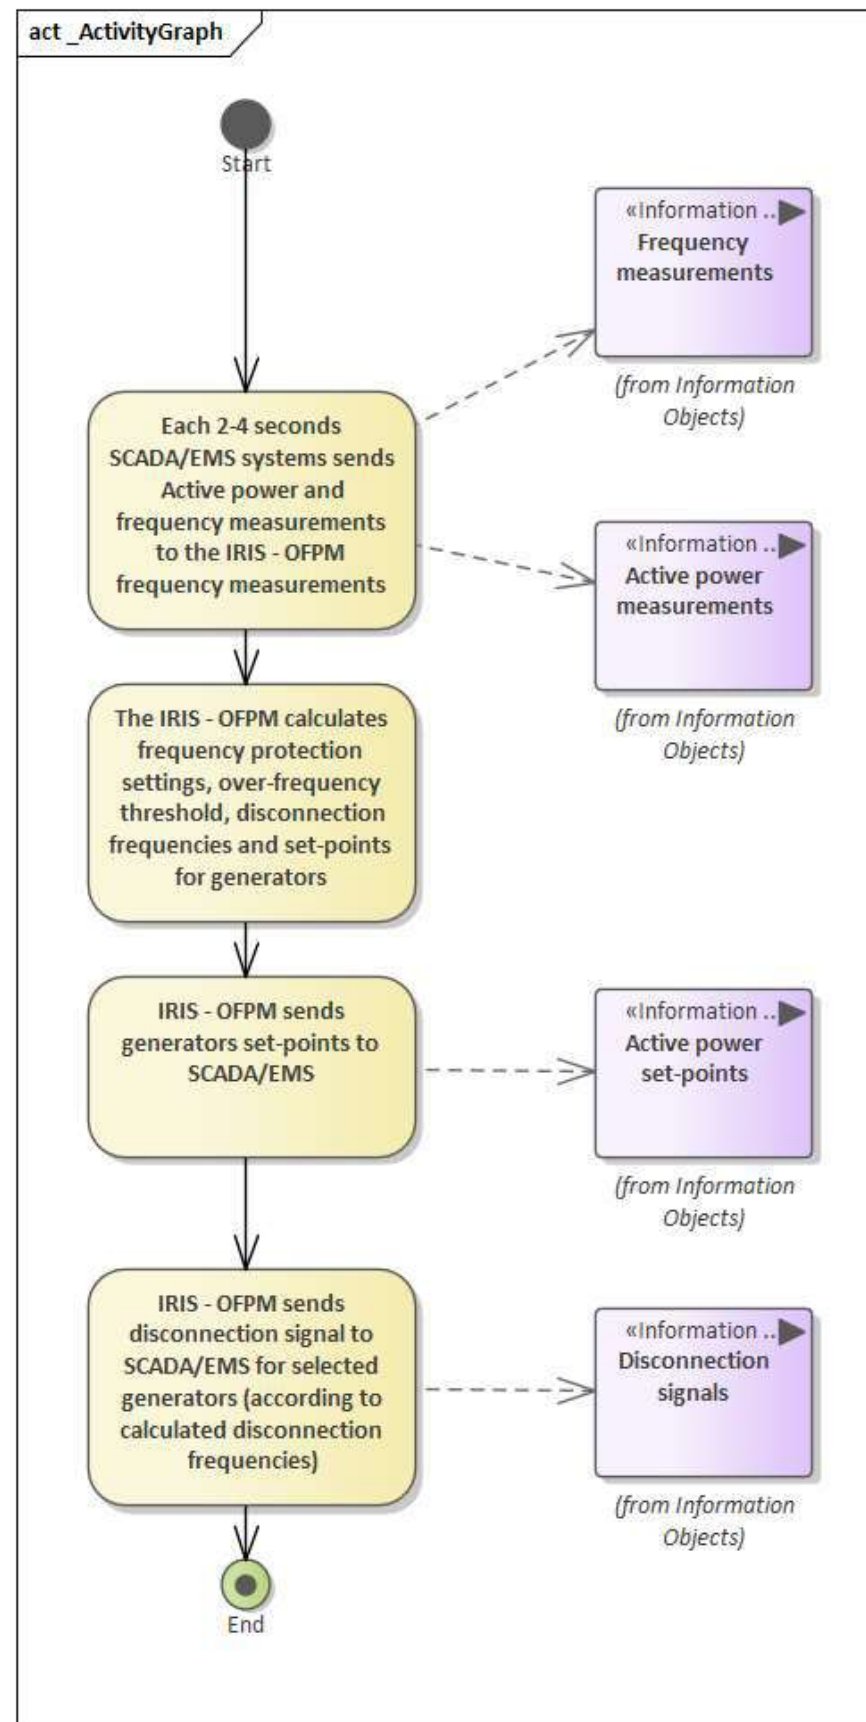 act _ActivityGraph
Start
«Information ..
Frequency
measurements
(from Information
Objects)
Each 2-4 seconds
SCADA/EMS systems sends
Active power and
frequency measurements
to the IRIS - OFPM
frequency measurements
«Information ..
Active power
measurements
(from Information
Objects)
The IRIS - OFPM calculates
frequency protection
settings, over-frequency
threshold, disconnection
frequencies and set-points
for generators
IRIS - OFPM sends
generators set-points to
SCADA/EMS
«Information ..
Active power
set-points
(from Information
Objects)
IRIS - OFPM sends
disconnection signal to
SCADA/EMS for selected
generators (according to
calculated disconnection
frequencies)
«Information ..
Disconnection
signals
(from Information
Objects)
End